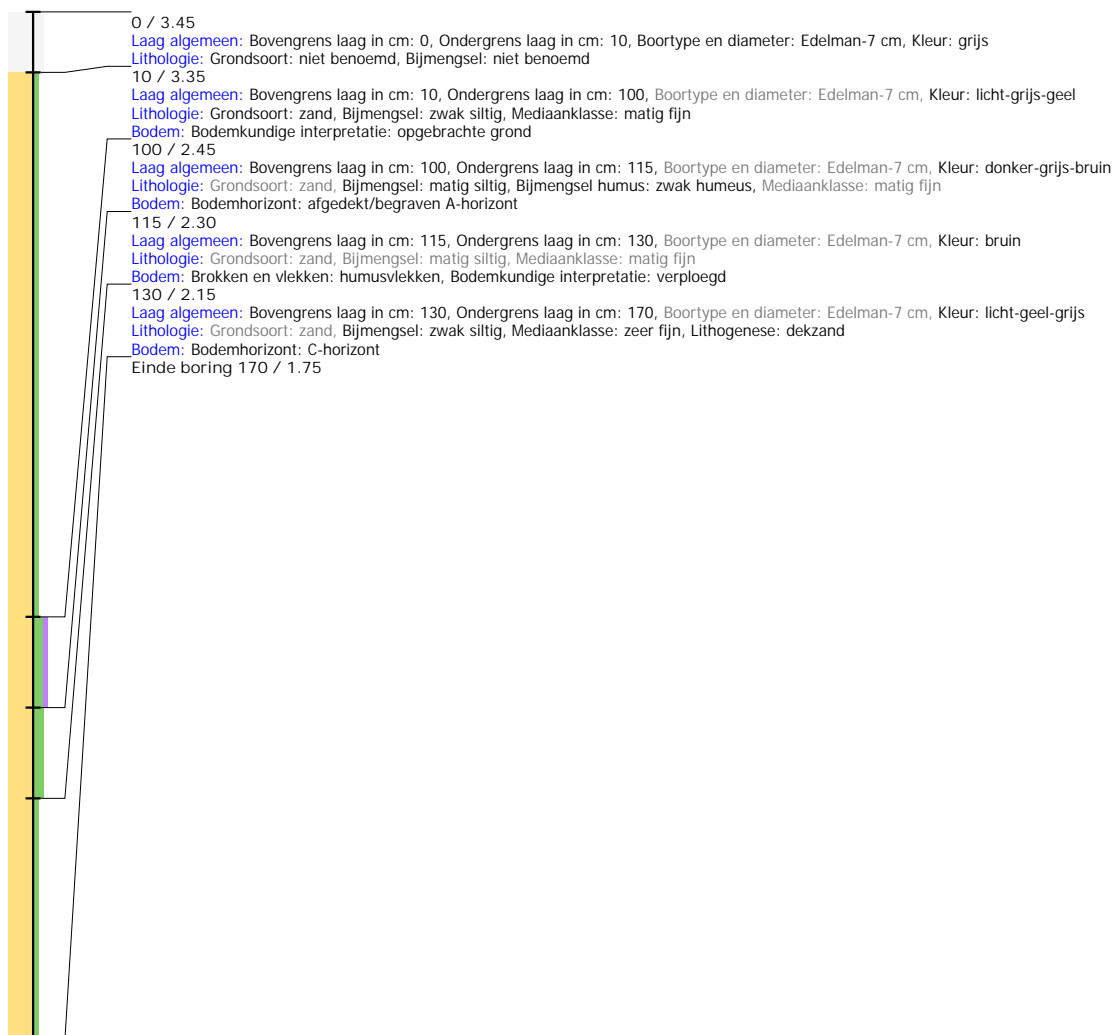 0 / 3.45
Laag algemeen: Bovengrens laag in cm: 0, Ondergrens laag in cm: 10, Boortype en diameter: Edelman-7 cm, Kleur: grijs
Lithologie: Grondsoort: niet benoemd, Bijmengsel: niet benoemd
10 / 3.35
Laag algemeen: Bovengrens laag in cm: 10, Ondergrens laag in cm: 100, Boortype en diameter: Edelman-7 cm, Kleur: licht-grijs-geel
Lithologie: Grondsoort: zand, Bijmengsel: zwak siltig, Mediaanklasse: matig fijn
Bodem: Bodemkundige interpretatie: opgebrachte grond
100 / 2.45
Laag algemeen: Bovengrens laag in cm: 100, Ondergrens laag in cm: 115, Boortype en diameter: Edelman-7 cm, Kleur: donker-grijs-bruin
Lithologie: Grondsoort: zand, Bijmengsel: matig siltig, Bijmengsel humus: zwak humeus, Mediaanklasse: matig fijn
Bodem: Bodemhorizont: afgedekt/begraven A-horizont
115 / 2.30
Laag algemeen: Bovengrens laag in cm: 115, Ondergrens laag in cm: 130, Boortype en diameter: Edelman-7 cm, Kleur: bruin
Lithologie: Grondsoort: zand, Bijmengsel: matig siltig, Mediaanklasse: matig fijn
Bodem: Brokken en vlekken: humusvlekken, Bodemkundige interpretatie: verploegd
130 / 2.15
Laag algemeen: Bovengrens laag in cm: 130, Ondergrens laag in cm: 170, Boortype en diameter: Edelman-7 cm, Kleur: licht-geel-grijs
Lithologie: Grondsoort: zand, Bijmengsel: zwak siltig, Mediaanklasse: zeer fijn, Lithogenese: dekzand
Bodem: Bodemhorizont: C-horizont
Einde boring 170 / 1.75